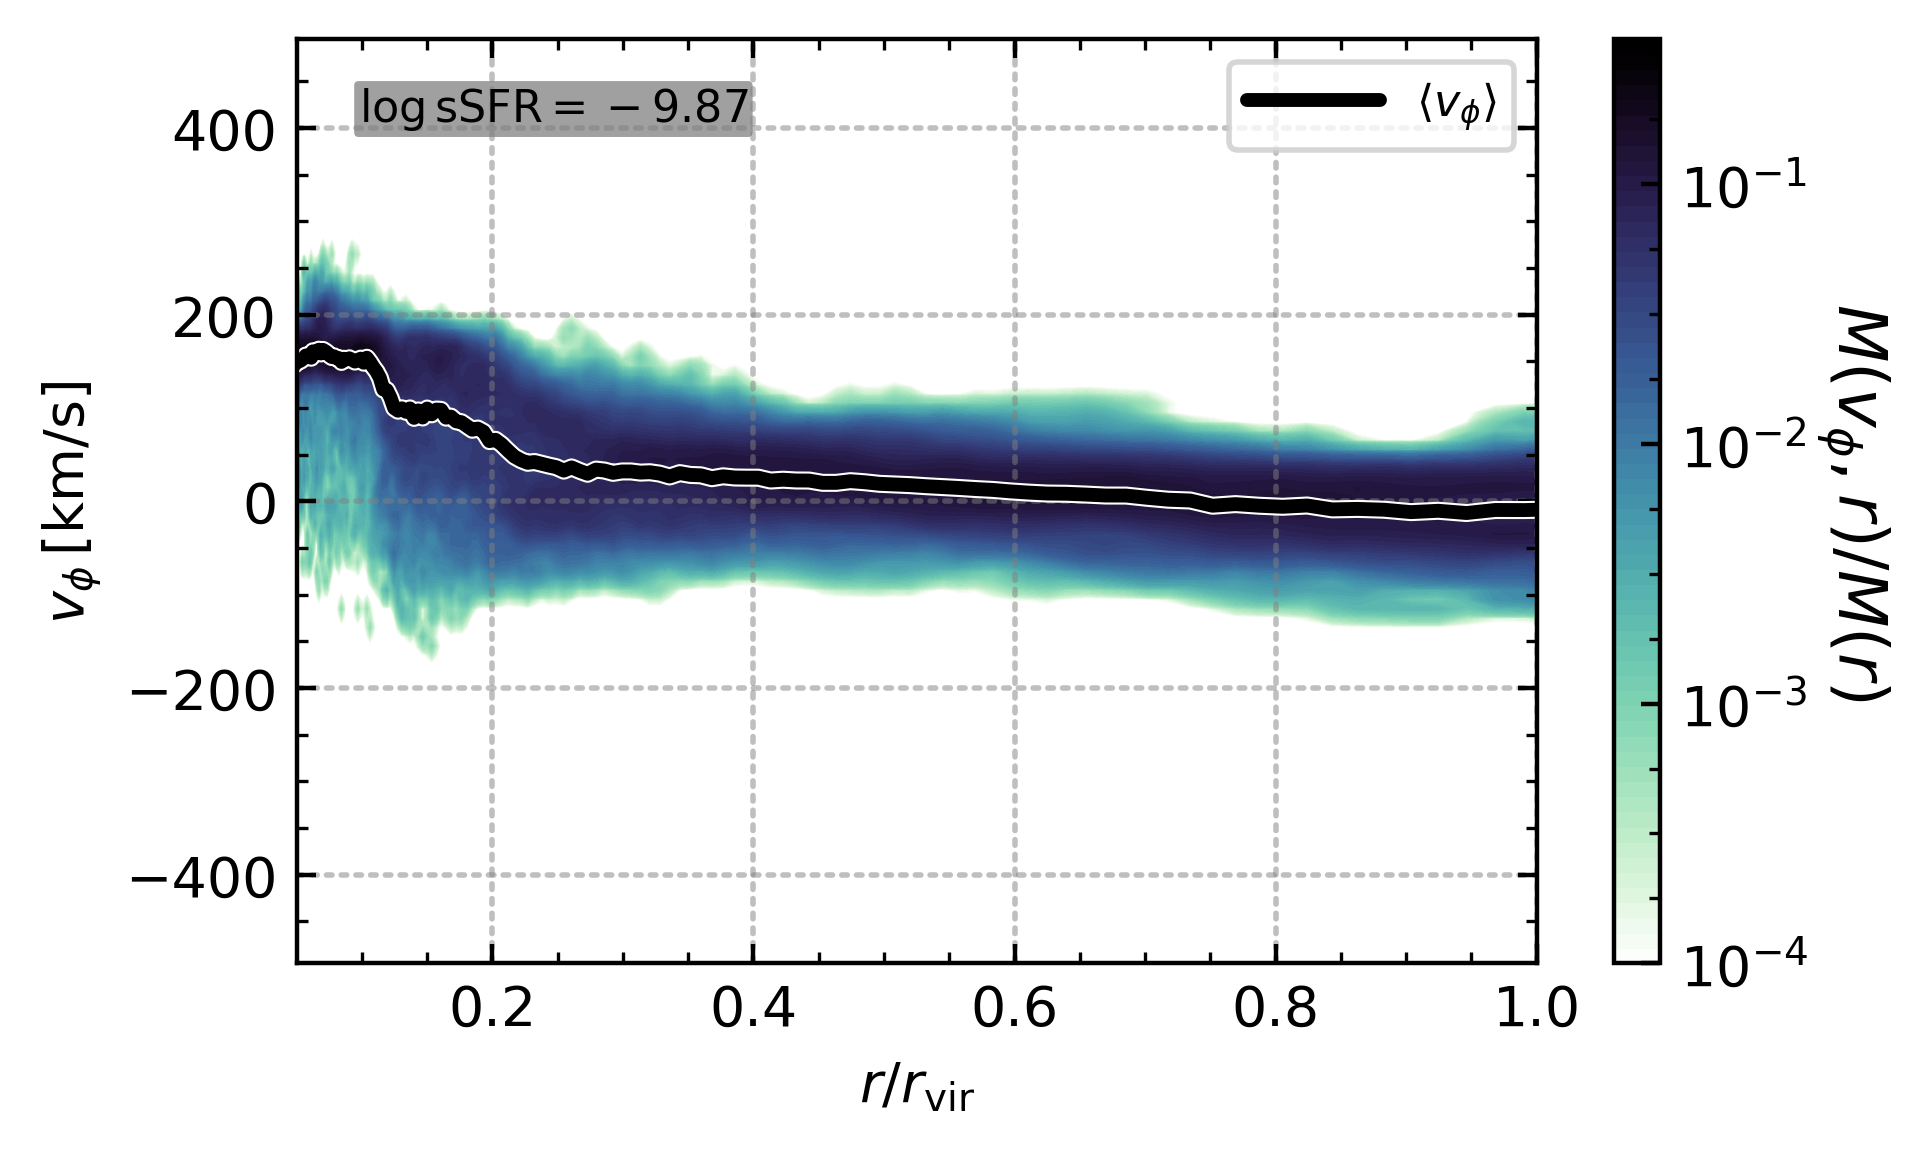 log sSFR = − 9.87
⟨v_ϕ⟩
400
200
0
−200
−400
v_ϕ [km/s]
0.2 0.4 0.6 0.8 1.0
r/r_vir
10⁻¹
10⁻²
10⁻³
10⁻⁴
M(v_ϕ, r)/M(r)